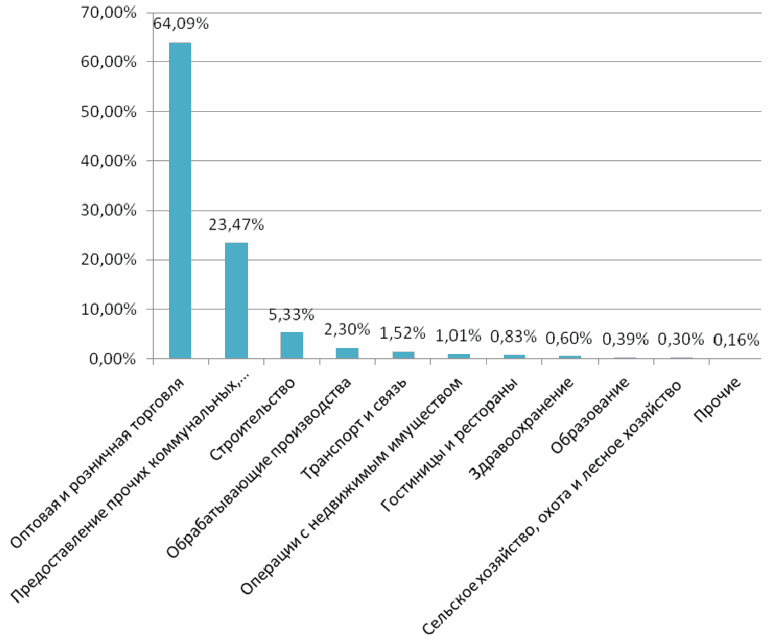 70,00%
60,00%
50,00%
40,00%
30,00%
20,00%
10,00%
0,00%
64,09%
23,47%
5,33%
2,30%
1,52%
1,01%
0,83%
0,60%
0,39%
0,30%
0,16%
Оптовая и розничная торговля
Предоставление прочих коммунальных,...
Строительство
Обрабатывающие производства
Транспорт и связь
Операции с недвижимым имуществом
Гостиницы и рестораны
Здравоохранение
Образование
Сельское хозяйство, охота и лесное хозяйство
Прочие